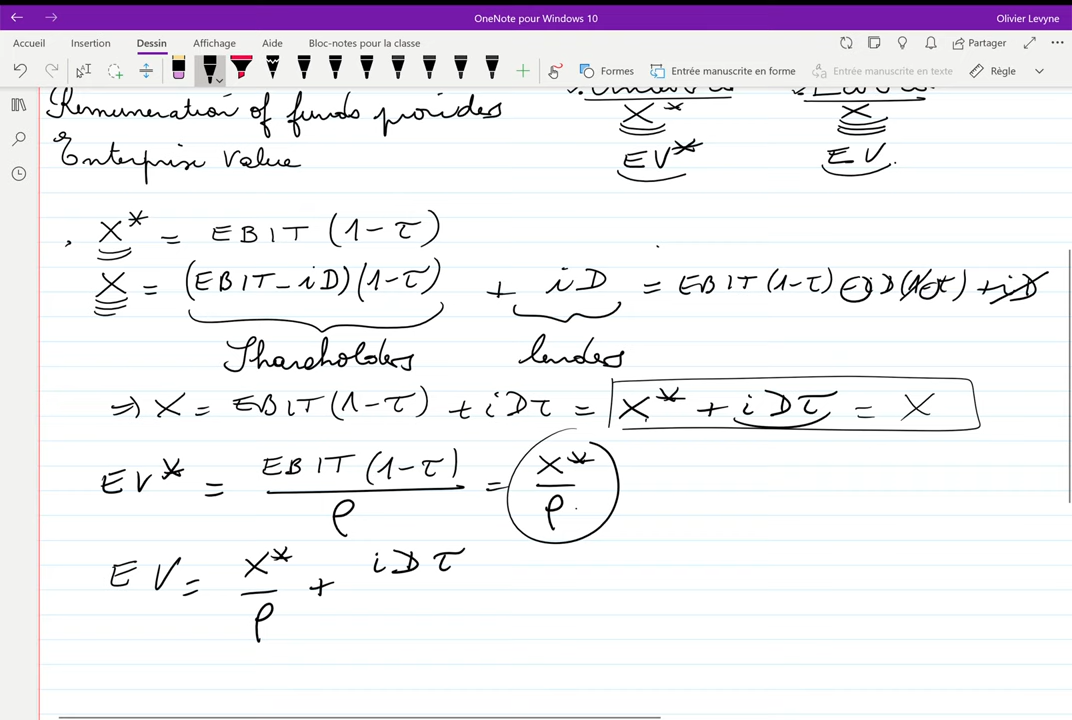 OneNote pour Windows 10
Olivier Levyne
Accueil Insertion Dessin Affichage Aide Bloc-notes pour la classe
Partager
Formes Entrée manuscrite en forme Entrée manuscrite en texte Règle
Remuneration of funds provides X* X
Enterprise value EV* EV.
X* = EBIT (1-τ)
X = (EBIT-iD)(1-τ) + iD = EBIT (1-τ) - iD(1-τ) + iD
Shareholders lenders
=> X = EBIT(1-τ) + iDτ = X* + iDτ = X
EV* = EBIT (1-τ) / ρ = X* / ρ
EV = X* / ρ + iDτ